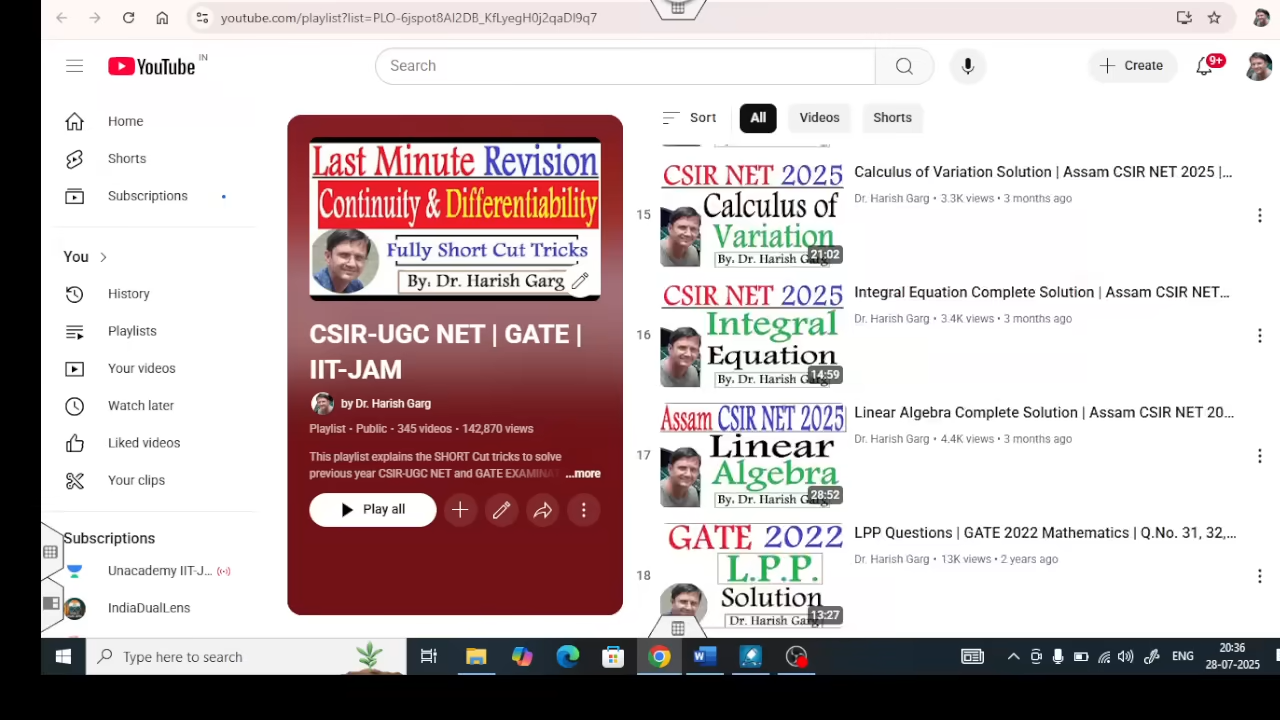 youtube.com/playlist?list=PLO-6jspot8Al2DB_KfLyegH0j2qaDl9q7
YouTube IN
Search
Create
9+
Home
Shorts
Subscriptions
You
History
Playlists
Your videos
Watch later
Liked videos
Your clips
Subscriptions
Unacademy IIT-J...
IndiaDualLens
Last Minute Revision
Continuity & Differentiability
Fully Short Cut Tricks
By: Dr. Harish Garg
CSIR-UGC NET | GATE |
IIT-JAM
by Dr. Harish Garg
Playlist • Public • 345 videos • 142,870 views
This playlist explains the SHORT Cut tricks to solve
previous year CSIR-UGC NET and GATE EXAMINAT ...more
Play all
Sort
All
Videos
Shorts
15
CSIR NET 2025
Calculus of
Variation
By. Dr. Harish Garg
21:02
Calculus of Variation Solution | Assam CSIR NET 2025 |...
Dr. Harish Garg • 3.3K views • 3 months ago
16
CSIR NET 2025
Integral
Equation
By. Dr. Harish Garg
14:59
Integral Equation Complete Solution | Assam CSIR NET...
Dr. Harish Garg • 3.4K views • 3 months ago
17
Assam CSIR NET 2025
Linear
Algebra
By. Dr. Harish Garg
28:52
Linear Algebra Complete Solution | Assam CSIR NET 20...
Dr. Harish Garg • 4.4K views • 3 months ago
18
GATE 2022
L.P.P.
Solution
Dr. Harish Garg
13:27
LPP Questions | GATE 2022 Mathematics | Q.No. 31, 32,...
Dr. Harish Garg • 13K views • 2 years ago
Type here to search
ENG
20:36
28-07-2025